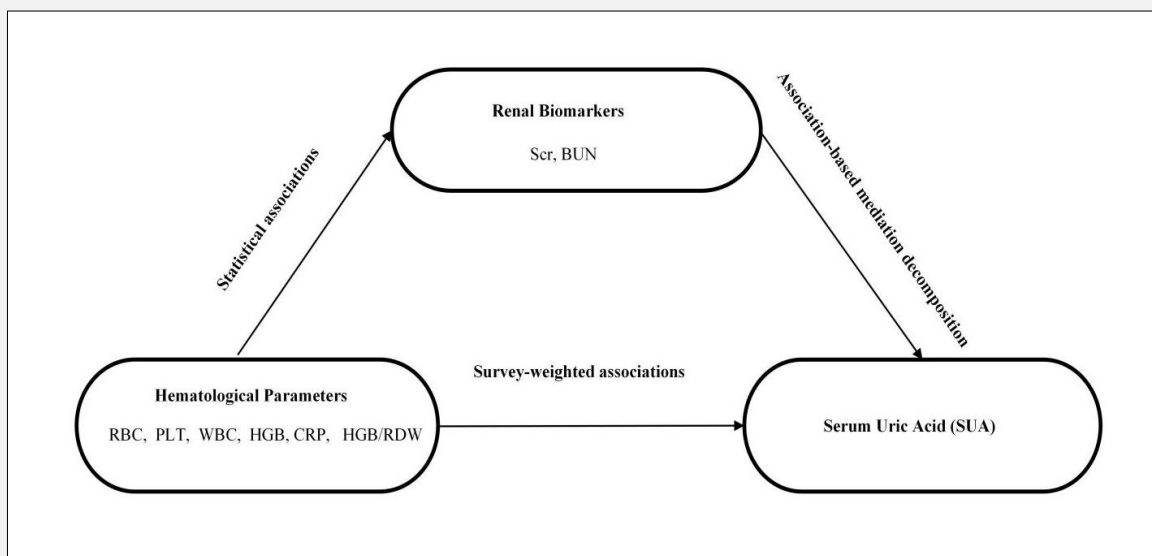 Renal Biomarkers
Scr, BUN
Statistical associations
Association-based mediation decomposition
Survey-weighted associations
Hematological Parameters
RBC, PLT, WBC, HGB, CRP, HGB/RDW
Serum Uric Acid (SUA)